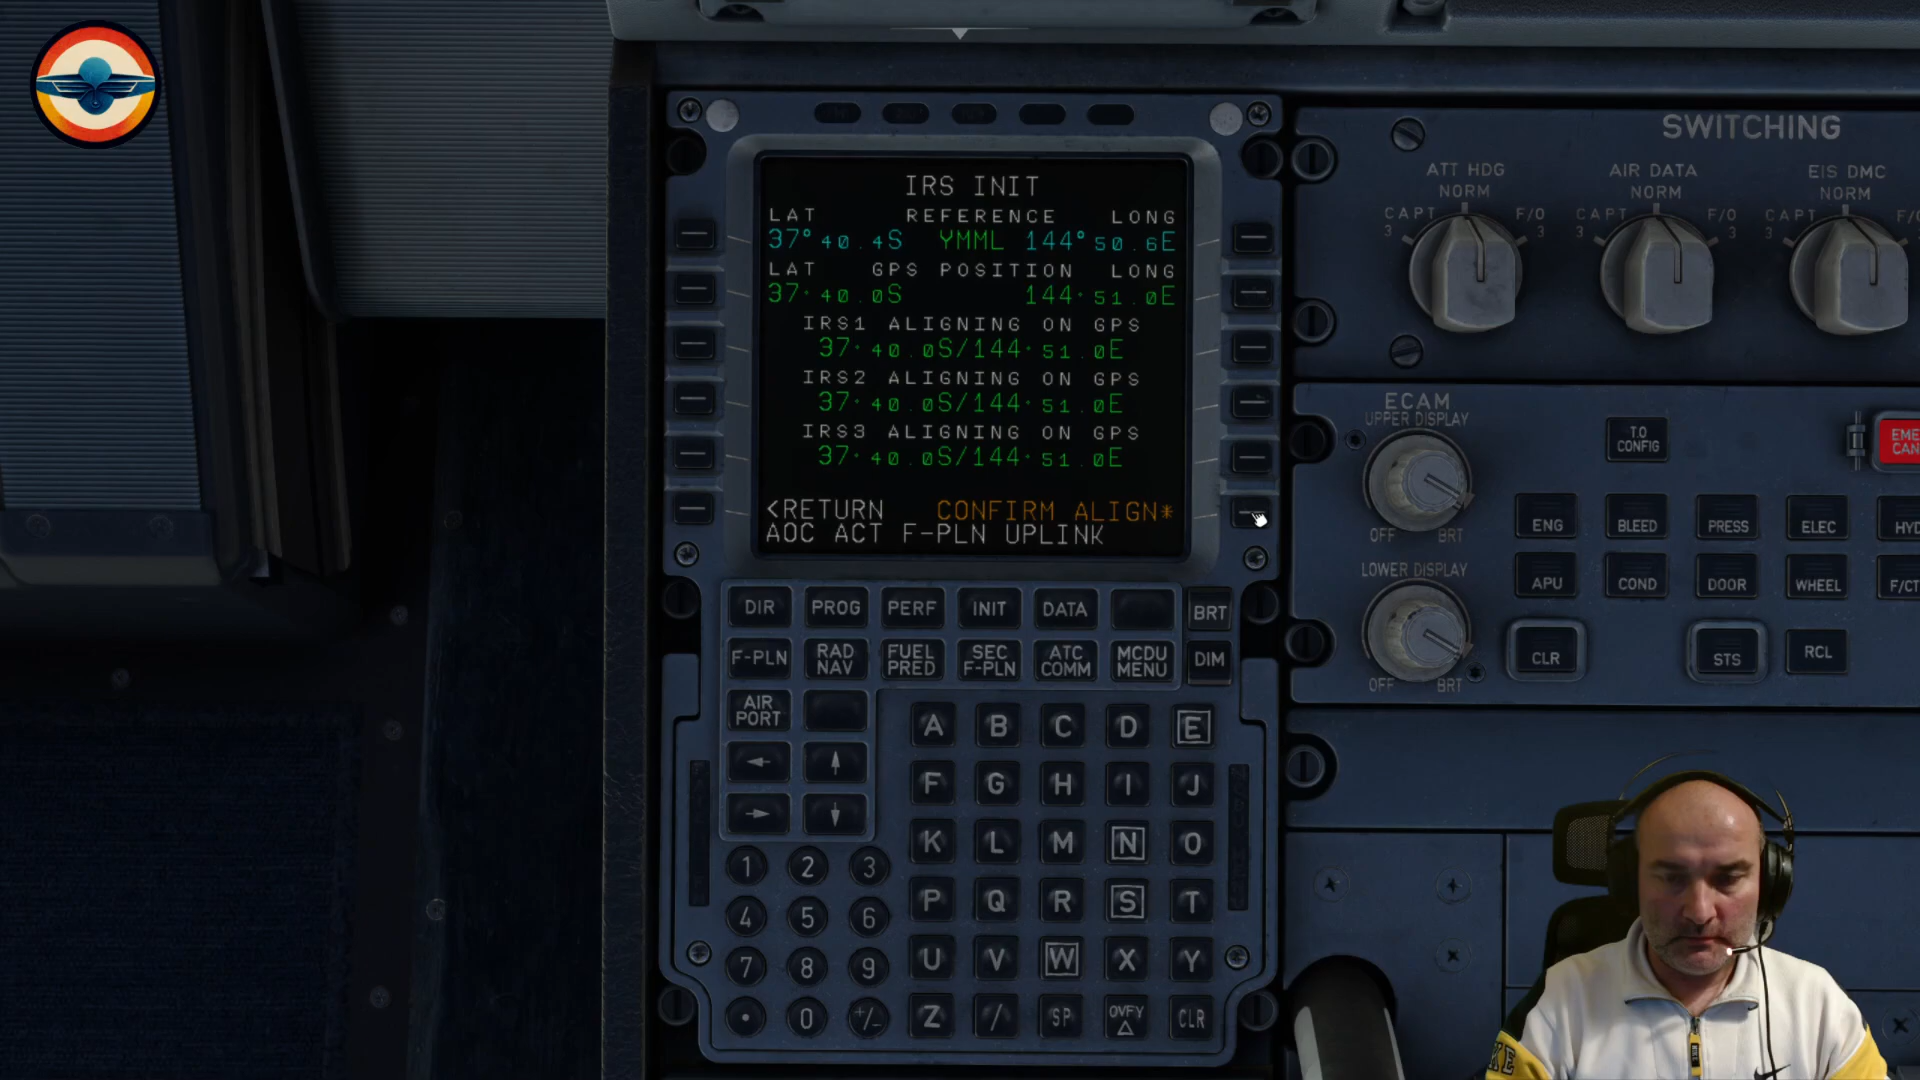 IRS INIT
LAT REFERENCE LONG
37°40.4S YMML 144°50.6E
LAT GPS POSITION LONG
37·40.0S 144·51.0E
IRS1 ALIGNING ON GPS
37·40.0S/144·51.0E
IRS2 ALIGNING ON GPS
37·40.0S/144·51.0E
IRS3 ALIGNING ON GPS
37·40.0S/144·51.0E
<RETURN CONFIRM ALIGN*
AOC ACT F-PLN UPLINK
DIR PROG PERF INIT DATA BRT
F-PLN RAD NAV FUEL PRED SEC F-PLN ATC COMM MCDU MENU DIM
AIR PORT
A B C D E
F G H I J
K L M N O
1 2 3
P Q R S T
4 5 6
U V W X Y
7 8 9
Z / SP OVFY △ CLR
. 0 +/-
SWITCHING
ATT HDG AIR DATA EIS DMC
NORM NORM NORM
CAPT F/O CAPT F/O CAPT
3 3 3 3 3
ECAM
UPPER DISPLAY
OFF BRT
T.O CONFIG
ENG BLEED PRESS ELEC
LOWER DISPLAY
OFF BRT
APU COND DOOR WHEEL
CLR STS RCL